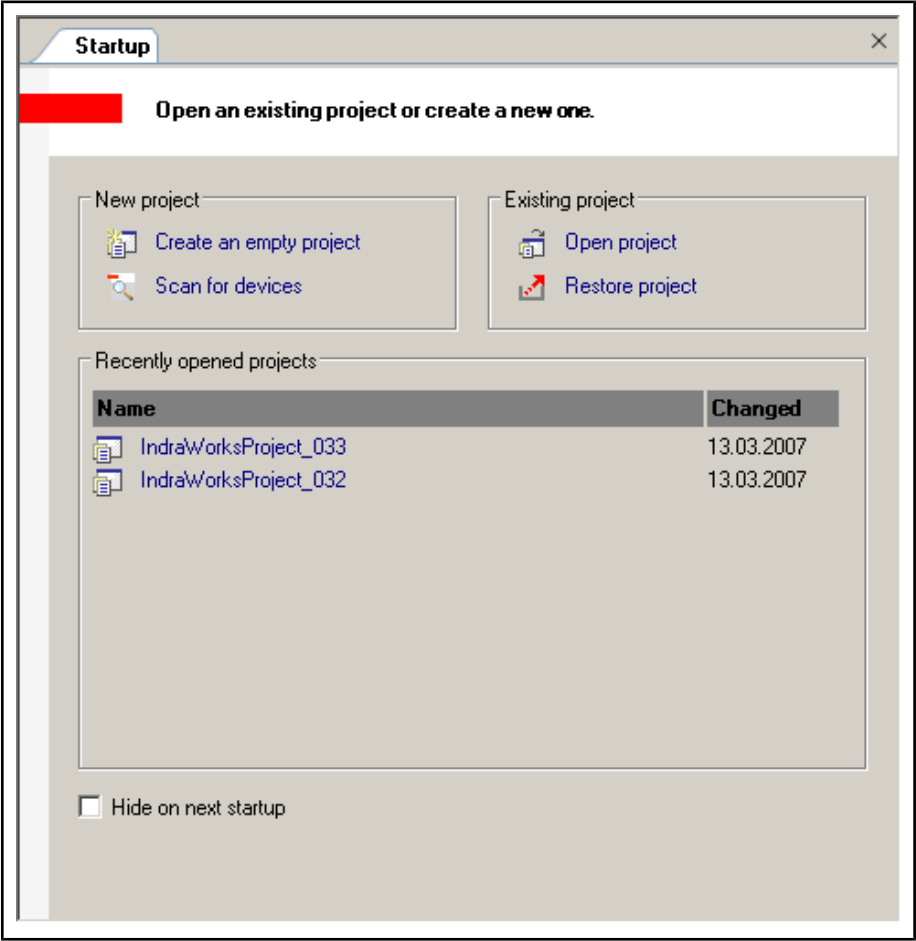 Startup
Open an existing project or create a new one.
New project
Create an empty project
Scan for devices
Existing project
Open project
Restore project
Recently opened projects
Name Changed
IndraWorksProject_033 13.03.2007
IndraWorksProject_032 13.03.2007
Hide on next startup